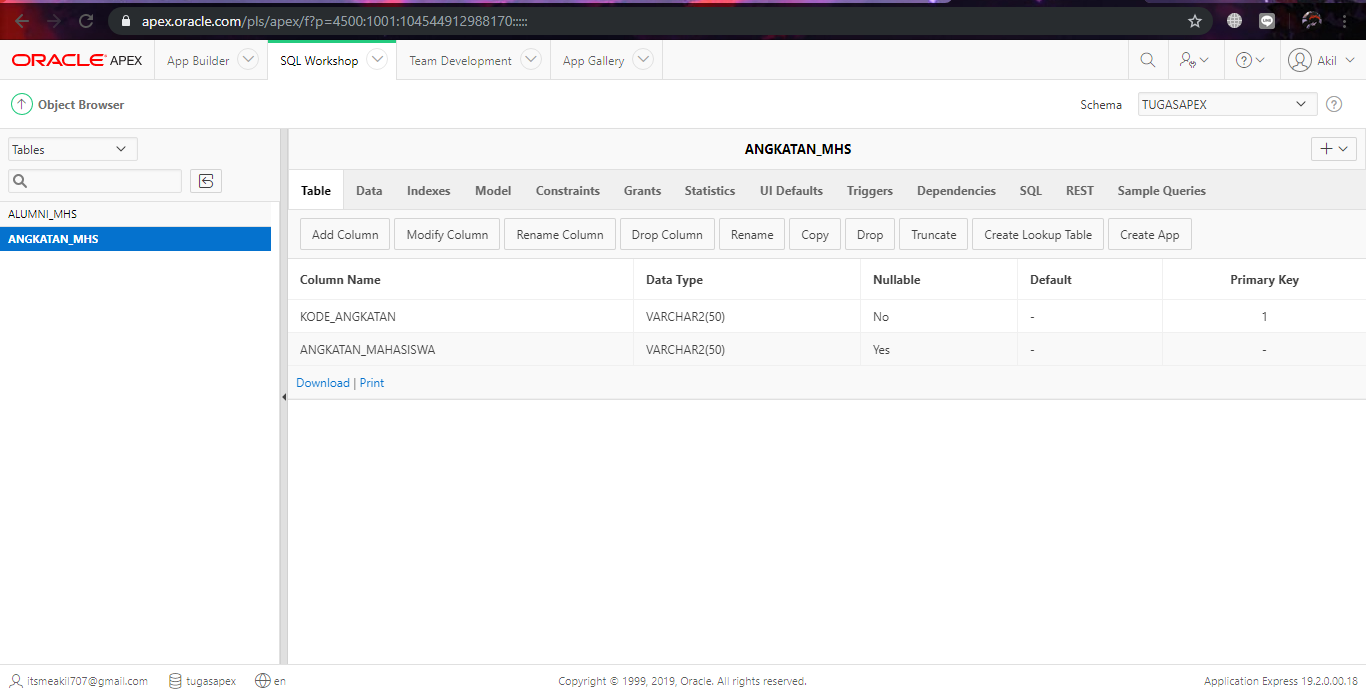 apex.oracle.com/pls/apex/f?p=4500:1001:104544912988170:::::
ORACLE APEX App Builder SQL Workshop Team Development App Gallery Akil
Object Browser Schema TUGASAPEX
Tables
ANGKATAN_MHS
Table Data Indexes Model Constraints Grants Statistics UI Defaults Triggers Dependencies SQL REST Sample Queries
ALUMNI_MHS
ANGKATAN_MHS
Add Column Modify Column Rename Column Drop Column Rename Copy Drop Truncate Create Lookup Table Create App
Column Name Data Type Nullable Default Primary Key
KODE_ANGKATAN VARCHAR2(50) No - 1
ANGKATAN_MAHASISWA VARCHAR2(50) Yes - -
Download | Print
itsmeakil707@gmail.com tugasapex en Copyright © 1999, 2019, Oracle. All rights reserved. Application Express 19.2.0.00.18